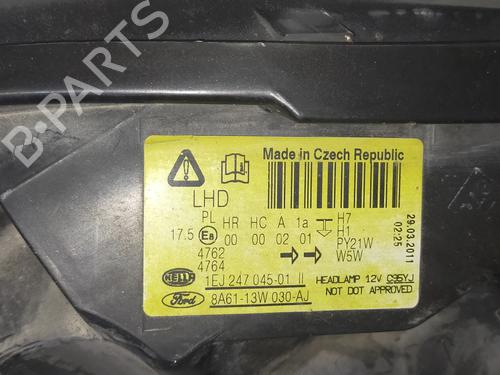 B-PARTS
Made in Czech Republic
LHD
PL HR HC A 1a H7
17.5 E8 00 00 02 01 H1
PY21W
4762 W5W
4764
29.03.2011
02:25
HELLA 1EJ 247 045-01 II HEADLAMP 12V C95YJ
Ford 8A61-13W 030-AJ NOT DOT APPROVED